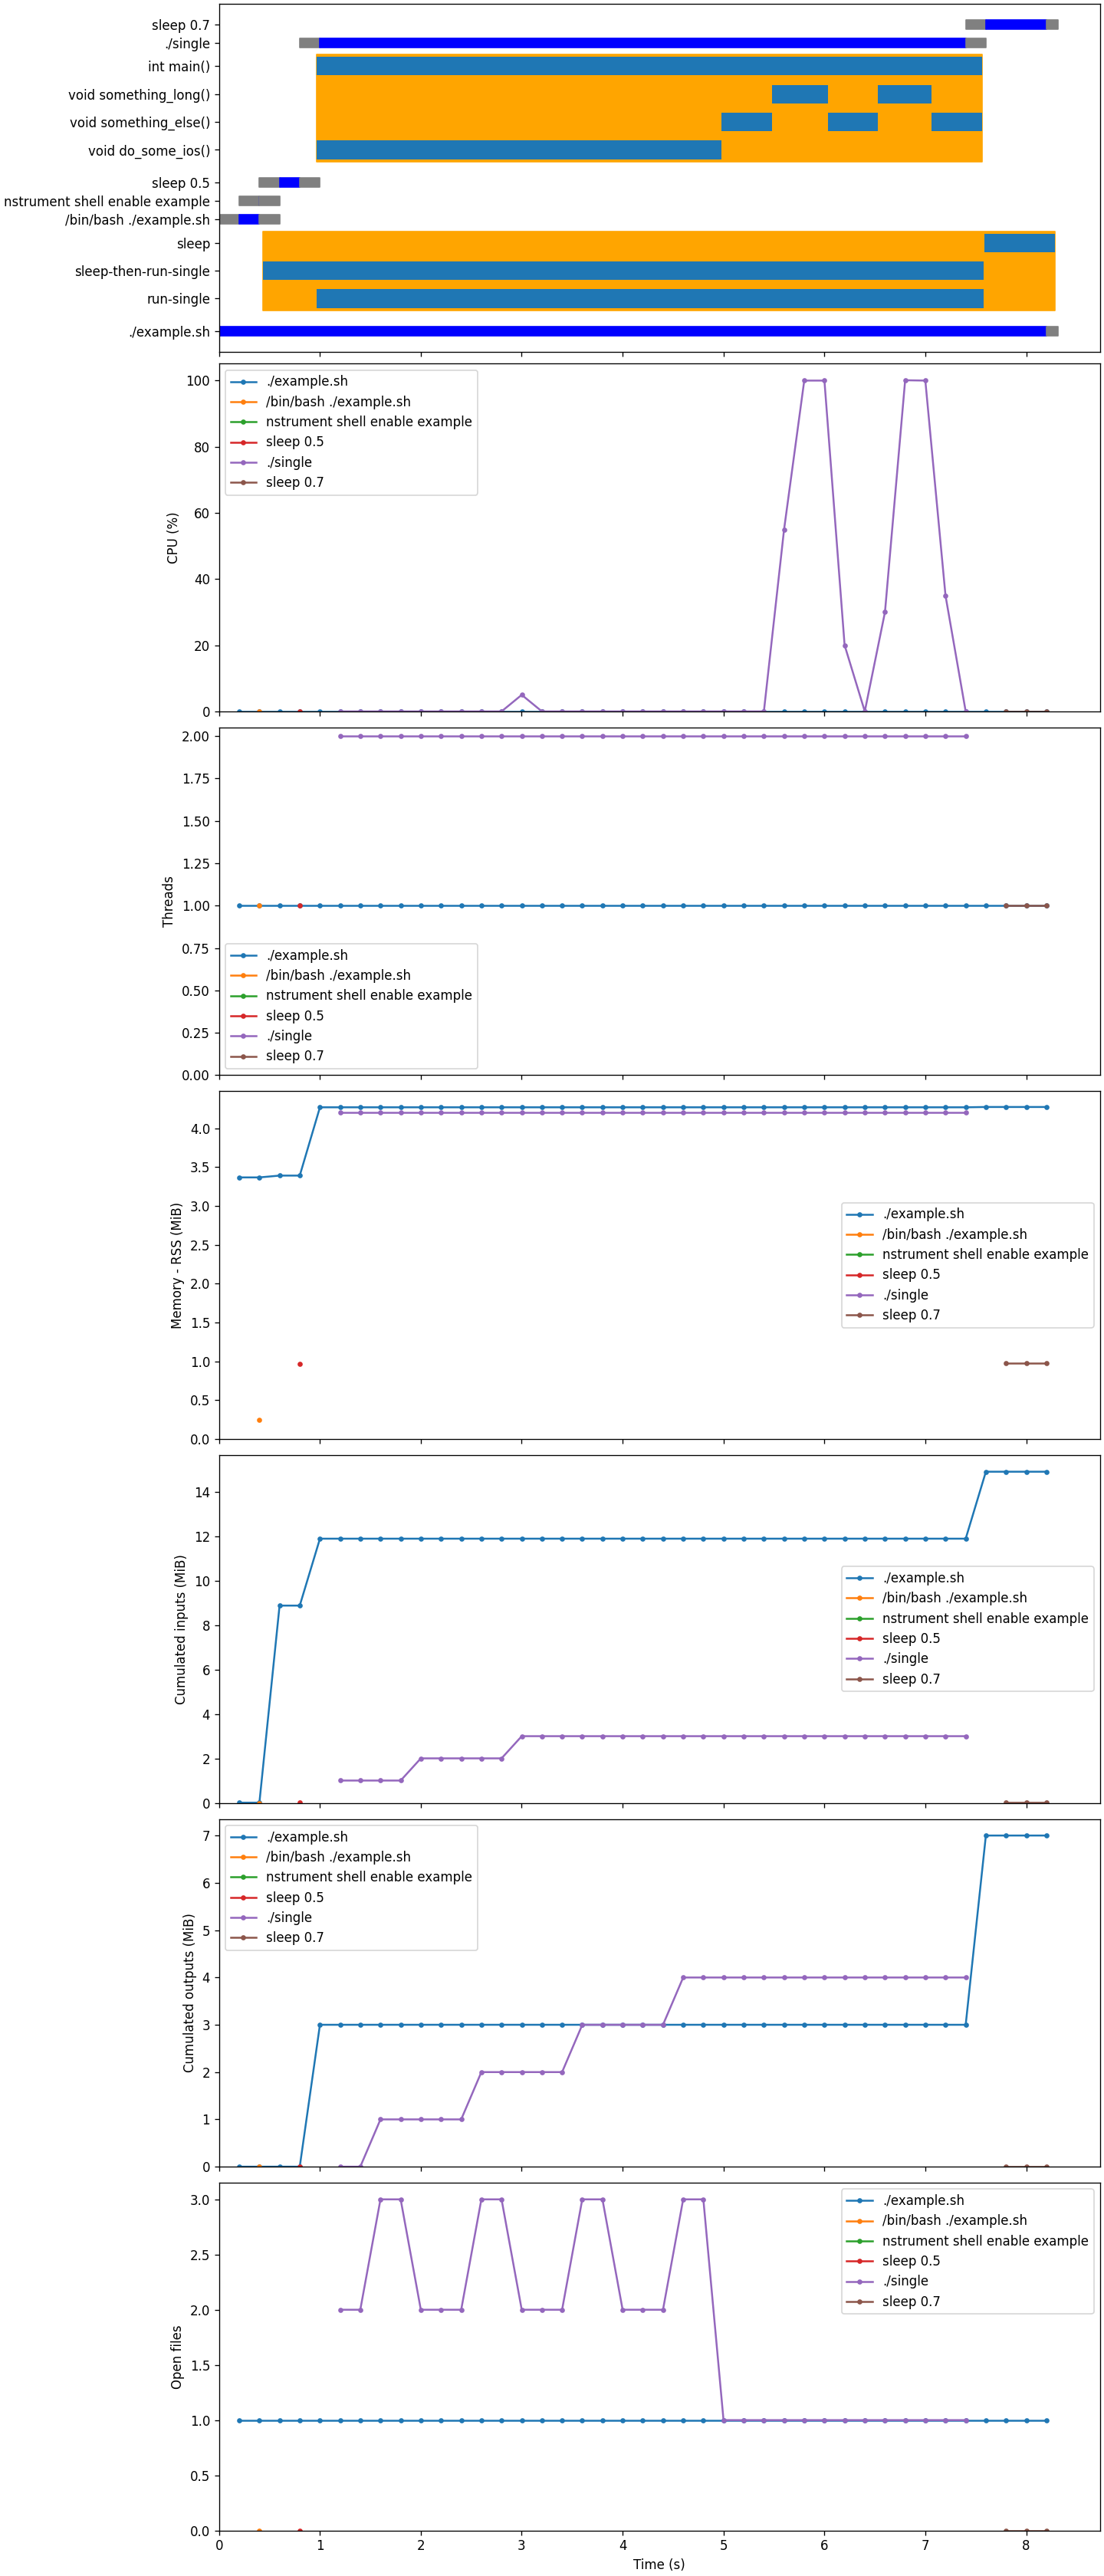 sleep 0.7
./single
int main()
void something_long()
void something_else()
void do_some_ios()
sleep 0.5
nstrument shell enable example
/bin/bash ./example.sh
sleep
sleep-then-run-single
run-single
./example.sh
CPU (%)
100
80
60
40
20
0
./example.sh
/bin/bash ./example.sh
nstrument shell enable example
sleep 0.5
./single
sleep 0.7
Threads
2.00
1.75
1.50
1.25
1.00
0.75
0.50
0.25
0.00
./example.sh
/bin/bash ./example.sh
nstrument shell enable example
sleep 0.5
./single
sleep 0.7
Memory - RSS (MiB)
4.0
3.5
3.0
2.5
2.0
1.5
1.0
0.5
0.0
./example.sh
/bin/bash ./example.sh
nstrument shell enable example
sleep 0.5
./single
sleep 0.7
Cumulated inputs (MiB)
14
12
10
8
6
4
2
0
./example.sh
/bin/bash ./example.sh
nstrument shell enable example
sleep 0.5
./single
sleep 0.7
Cumulated outputs (MiB)
7
6
5
4
3
2
1
0
./example.sh
/bin/bash ./example.sh
nstrument shell enable example
sleep 0.5
./single
sleep 0.7
Open files
3.0
2.5
2.0
1.5
1.0
0.5
0.0
./example.sh
/bin/bash ./example.sh
nstrument shell enable example
sleep 0.5
./single
sleep 0.7
0 1 2 3 4 5 6 7 8
Time (s)